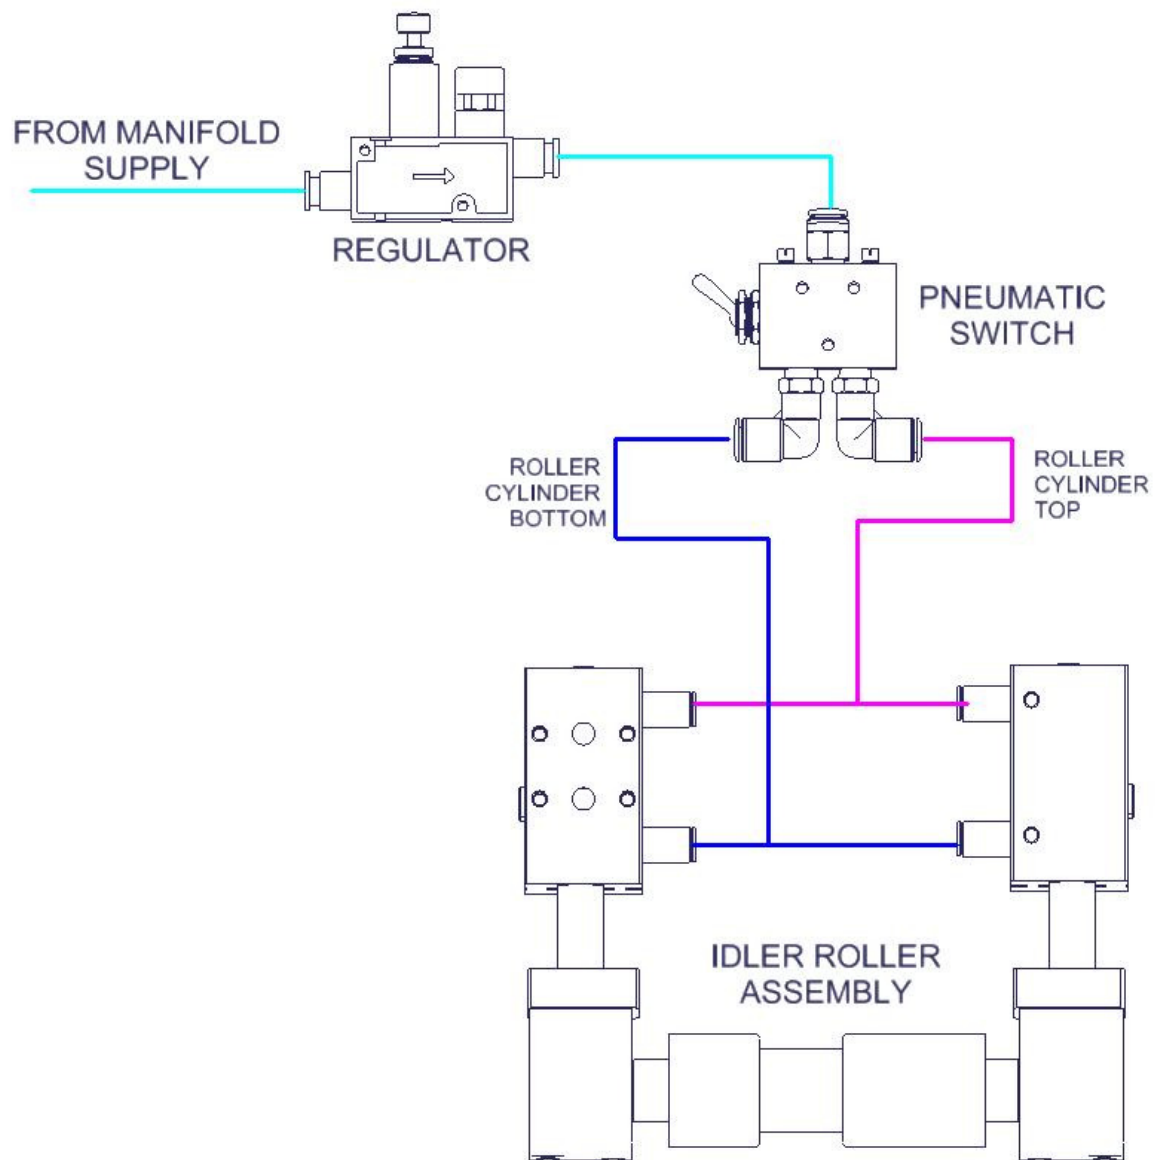 FROM MANIFOLD
SUPPLY
REGULATOR
PNEUMATIC
SWITCH
ROLLER
CYLINDER
BOTTOM
ROLLER
CYLINDER
TOP
IDLER ROLLER
ASSEMBLY